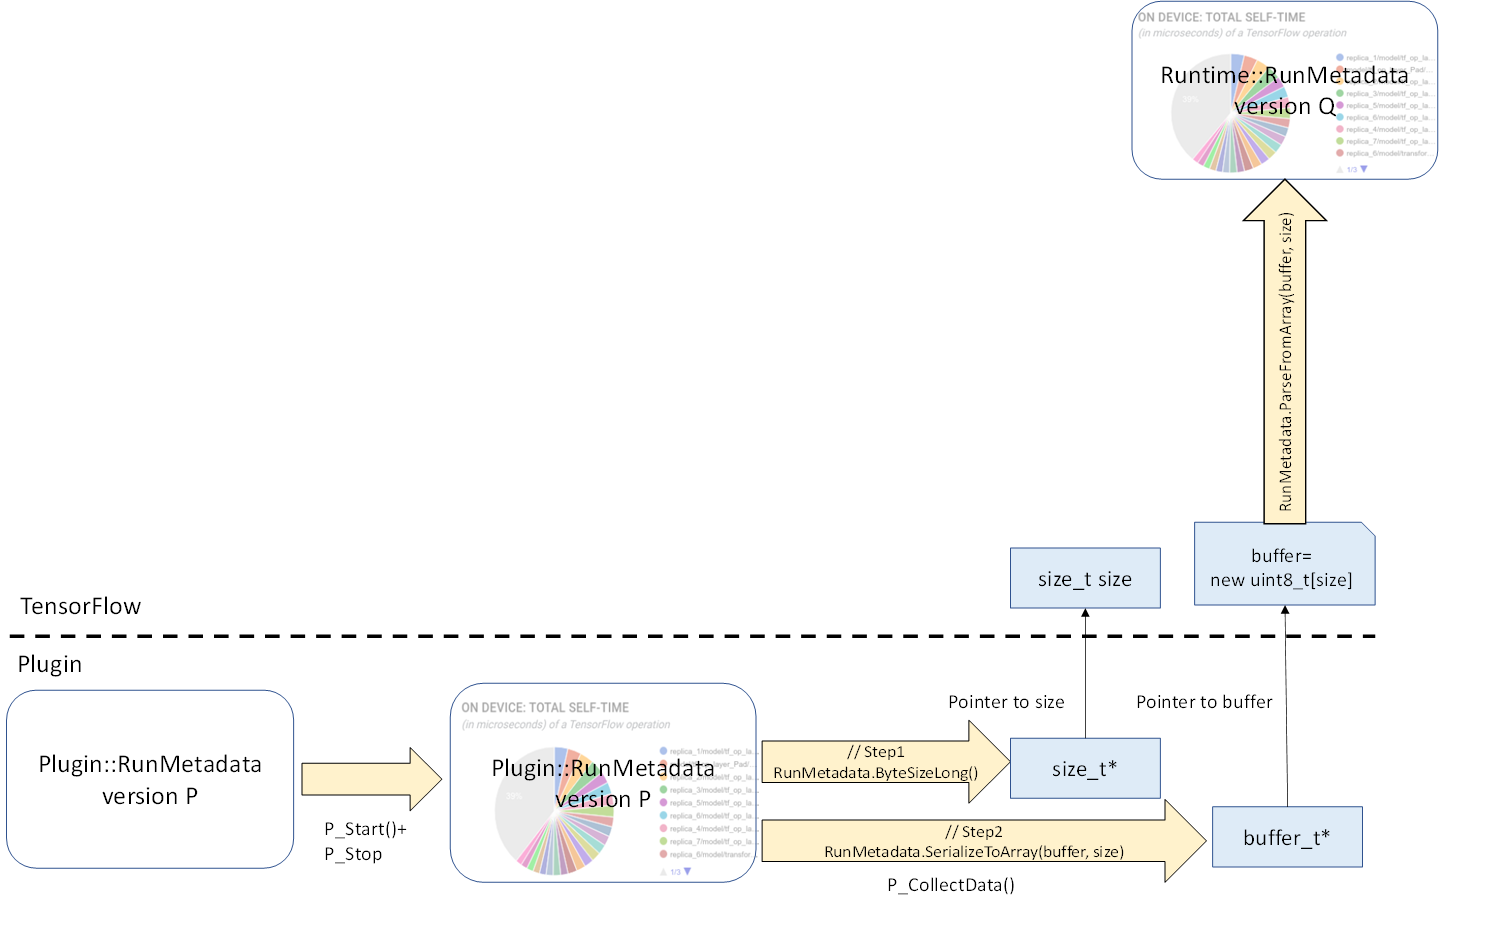 ON DEVICE: TOTAL SELF-TIME
(in microseconds) of a TensorFlow operation
Runtime::RunMetadata
version Q
replica_1/model/tf_op_la...
replica_3/model/tf_op_la...
replica_5/model/tf_op_la...
replica_6/model/tf_op_la...
replica_4/model/tf_op_la...
replica_7/model/tf_op_la...
replica_6/model/transfor...
1/3
RunMetadata.ParseFromArray(buffer, size)
size_t size
buffer=
new uint8_t[size]
TensorFlow
Plugin
Plugin::RunMetadata
version P
P_Start()+
P_Stop
ON DEVICE: TOTAL SELF-TIME
(in microseconds) of a TensorFlow operation
Plugin::RunMetadata
version P
replica_1/model/tf_op_la...
replica_3/model/tf_op_la...
replica_5/model/tf_op_la...
replica_6/model/tf_op_la...
replica_4/model/tf_op_la...
replica_7/model/tf_op_la...
replica_6/model/transfor...
1/3
Pointer to size
Pointer to buffer
// Step1
RunMetadata.ByteSizeLong()
size_t*
// Step2
RunMetadata.SerializeToArray(buffer, size)
buffer_t*
P_CollectData()